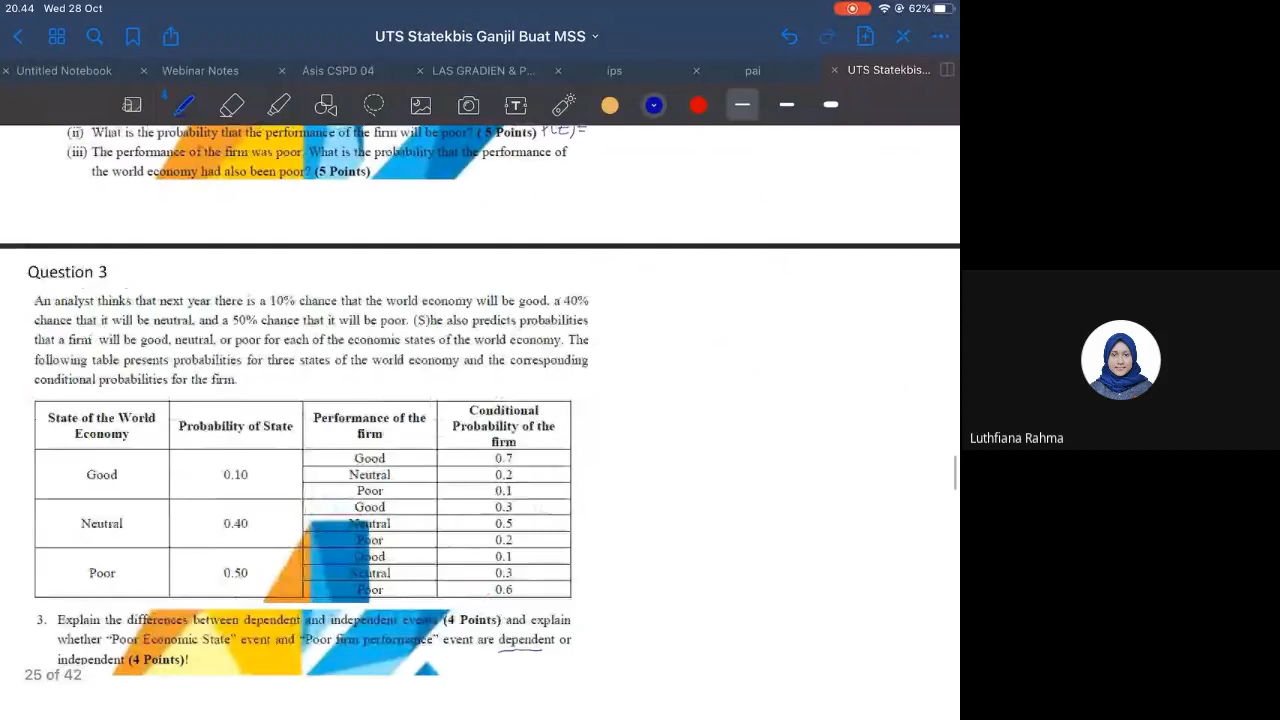 20.44 Wed 28 Oct
62%
UTS Statekbis Ganjil Buat MSS
Untitled Notebook
Webinar Notes
Asis CSPD 04
LAS GRADIEN & P...
ips
pai
UTS Statekbis...
(ii) What is the probability that the performance of the firm will be poor? ( 5 Points) P(E)=
(iii) The performance of the firm was poor. What is the probability that the performance of
the world economy had also been poor? (5 Points)
Question 3
An analyst thinks that next year there is a 10% chance that the world economy will be good, a 40%
chance that it will be neutral, and a 50% chance that it will be poor. (S)he also predicts probabilities
that a firm will be good, neutral, or poor for each of the economic states of the world economy. The
following table presents probabilities for three states of the world economy and the corresponding
conditional probabilities for the firm.
State of the World Economy Probability of State Performance of the firm Conditional Probability of the firm
Good 0.10 Good 0.7
Neutral 0.2
Poor 0.1
Neutral 0.40 Good 0.3
Neutral 0.5
Poor 0.2
Poor 0.50 Good 0.1
Neutral 0.3
Poor 0.6
3. Explain the differences between dependent and independent events (4 Points) and explain
whether “Poor Economic State” event and “Poor firm performance” event are dependent or
independent (4 Points)!
25 of 42
Luthfiana Rahma